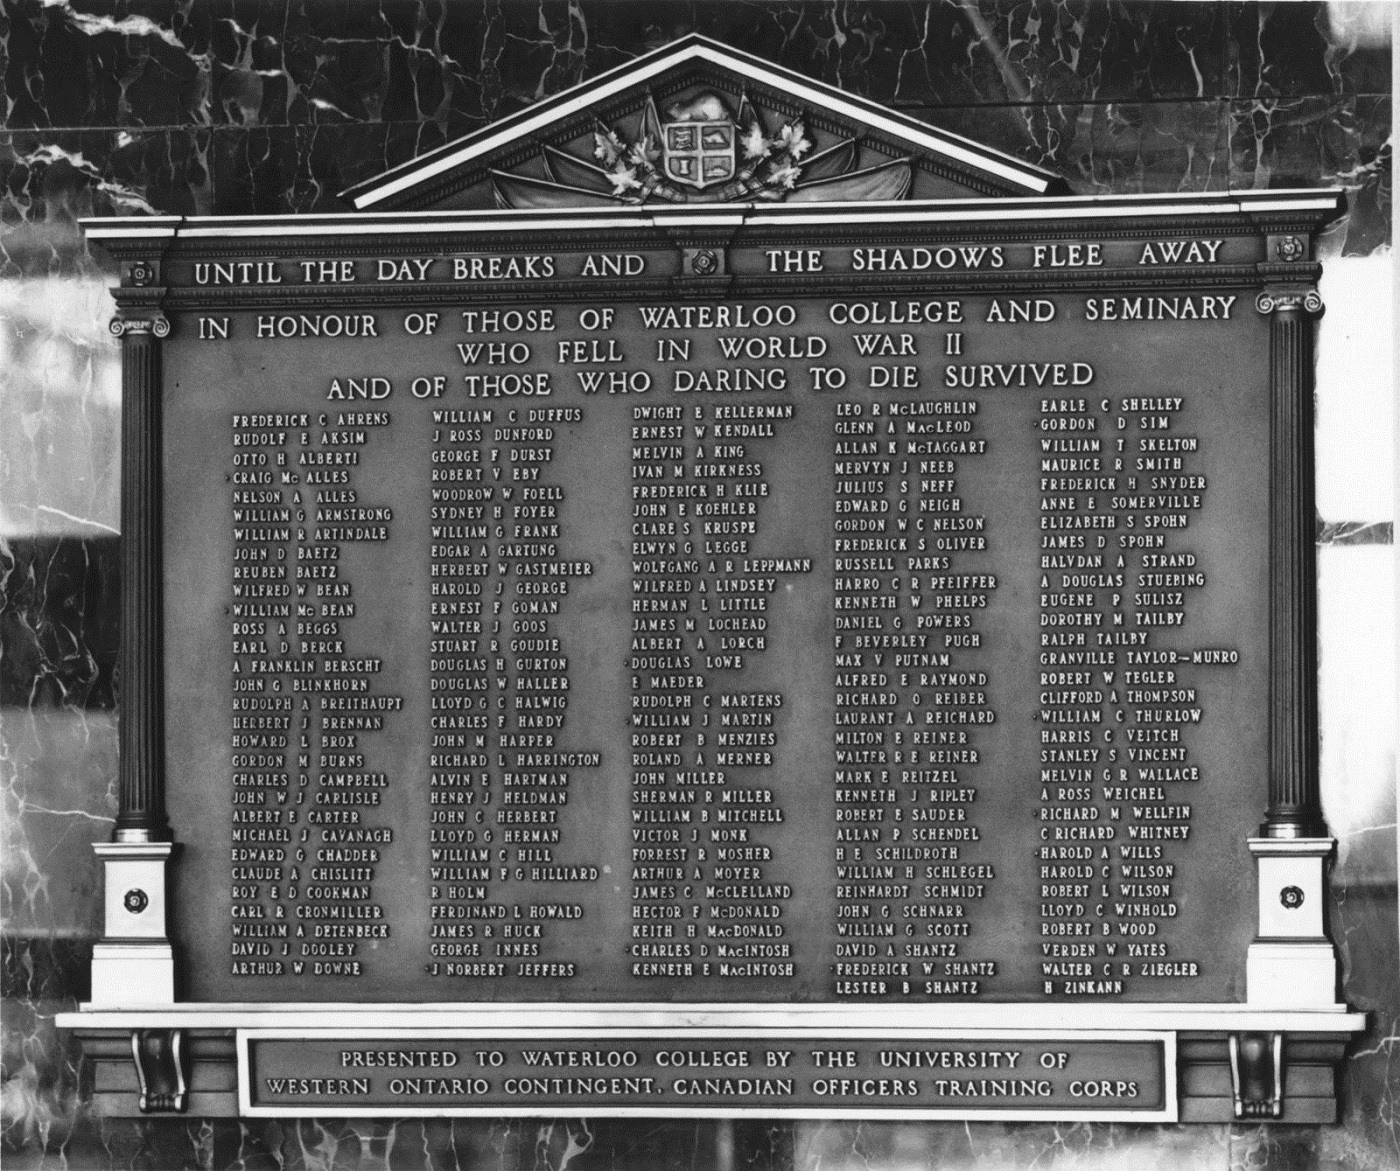 UNTIL THE DAY BREAKS AND THE SHADOWS FLEE AWAY
IN HONOUR OF THOSE OF WATERLOO COLLEGE AND SEMINARY
WHO FELL IN WORLD WAR II
AND OF THOSE WHO DARING TO DIE SURVIVED
FREDERICK C AHRENS
RUDOLF E AKSIM
OTTO H ALBERTI
CRAIG Mc ALLES
NELSON A ALLES
WILLIAM G ARMSTRONG
WILLIAM R ARTINDALE
JOHN D BAETZ
REUBEN BAETZ
WILFRED W BEAN
WILLIAM Mc BEAN
ROSS A BEGGS
EARL D BERCK
A FRANKLIN BERSCHT
JOHN G BLINKHORN
RUDOLPH A BREITHAUPT
HERBERT J BRENNAN
HOWARD L BROX
GORDON M BURNS
CHARLES D CAMPBELL
JOHN W J CARLISLE
ALBERT E CARTER
MICHAEL J CAVANAGH
EDWARD G CHADDER
CLAUDE A CHISLITT
ROY E D COOKMAN
CARL R CRONMILLER
WILLIAM A DETENBECK
DAVID J DOOLEY
ARTHUR W DOWNE
WILLIAM C DUFFUS
J ROSS DUNFORD
GEORGE F DURST
ROBERT V EBY
WOODROW W FOELL
SYDNEY H FOYER
WILLIAM G FRANK
EDGAR A GARTUNG
HERBERT W GASTMEIER
HAROLD J GEORGE
ERNEST F GOMAN
WALTER J GOOS
STUART R GOUDIE
DOUGLAS H GURTON
DOUGLAS W HALLER
LLOYD G C HALWIG
CHARLES F HARDY
JOHN M HARPER
RICHARD L HARRINGTON
ALVIN E HARTMAN
HENRY J HELDMAN
JOHN C HERBERT
LLOYD G HERMAN
WILLIAM C HILL
WILLIAM F G HILLIARD
R HOLM
FERDINAND L HOWALD
JAMES R HUCK
GEORGE INNES
J NORBERT JEFFERS
DWIGHT E KELLERMAN
ERNEST W KENDALL
MELVIN A KING
IVAN M KIRKNESS
FREDERICK H KLIE
JOHN E KOEHLER
CLARE S KRUSPE
ELWYN G LEGGE
WOLFGANG A R LEPPMANN
WILFRED A LINDSEY
HERMAN L LITTLE
JAMES M LOCHEAD
ALBERT A LORCH
DOUGLAS LOWE
E MAEDER
RUDOLPH C MARTENS
WILLIAM J MARTIN
ROBERT B MENZIES
ROLAND A MERNER
JOHN MILLER
SHERMAN R MILLER
WILLIAM B MITCHELL
VICTOR J MONK
FORREST R MOSHER
ARTHUR A MOYER
JAMES C McCLELLAND
HECTOR F McDONALD
KEITH H MacDONALD
CHARLES D MacINTOSH
KENNETH E MacINTOSH
LEO R McLAUGHLIN
GLENN A MacLEOD
ALLAN K McTAGGART
MERVYN J NEEB
JULIUS S NEFF
EDWARD G NEIGH
GORDON W C NELSON
FREDERICK S OLIVER
RUSSELL PARKS
HARRO C R PFEIFFER
KENNETH W PHELPS
DANIEL G POWERS
F BEVERLEY PUGH
MAX V PUTNAM
ALFRED E RAYMOND
RICHARD O REIBER
LAURANT A REICHARD
MILTON E REINER
WALTER R E REINER
MARK E REITZEL
KENNETH J RIPLEY
ROBERT E SAUDER
ALLAN P SCHENDEL
H E SCHILDROTH
WILLIAM H SCHLEGEL
REINHARDT SCHMIDT
JOHN G SCHNARR
WILLIAM G SCOTT
DAVID A SHANTZ
FREDERICK W SHANTZ
LESTER B SHANTZ
EARLE C SHELLEY
GORDON D SIM
WILLIAM T SKELTON
MAURICE R SMITH
FREDERICK H SNYDER
ANNE E SOMERVILLE
ELIZABETH S SPOHN
JAMES D SPOHN
HALVDAN A STRAND
A DOUGLAS STUEBING
EUGENE P SULISZ
DOROTHY M TAILBY
RALPH TAILBY
GRANVILLE TAYLOR-MUNRO
ROBERT W TEGLER
CLIFFORD A THOMPSON
WILLIAM C THURLOW
HARRIS C VEITCH
STANLEY S VINCENT
MELVIN G R WALLACE
A ROSS WEICHEL
RICHARD M WELLFIN
C RICHARD WHITNEY
HAROLD A WILLS
HAROLD C WILSON
ROBERT L WILSON
LLOYD C WINHOLD
ROBERT B WOOD
VERDEN W YATES
WALTER C R ZIEGLER
H ZINKANN
PRESENTED TO WATERLOO COLLEGE BY THE UNIVERSITY OF
WESTERN ONTARIO CONTINGENT, CANADIAN OFFICERS TRAINING CORPS